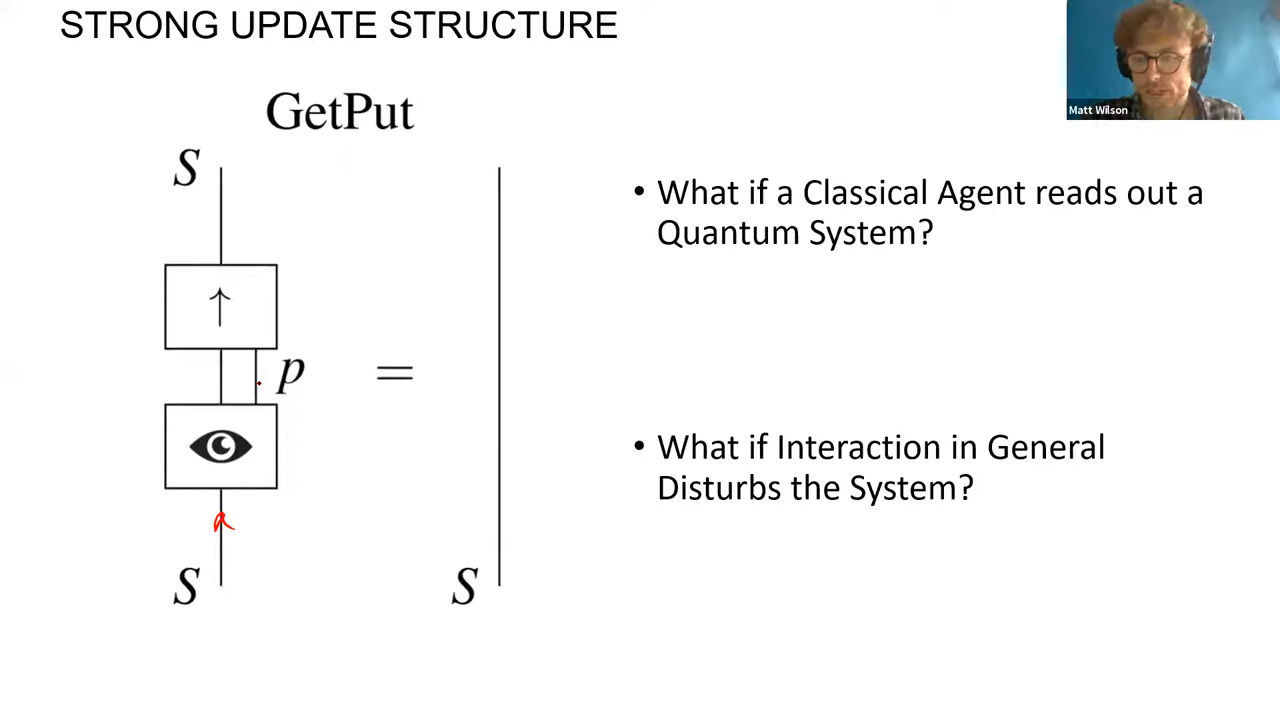 STRONG UPDATE STRUCTURE
Matt Wilson
GetPut
S
↑
p
=
a
S
S
• What if a Classical Agent reads out a
Quantum System?
• What if Interaction in General
Disturbs the System?